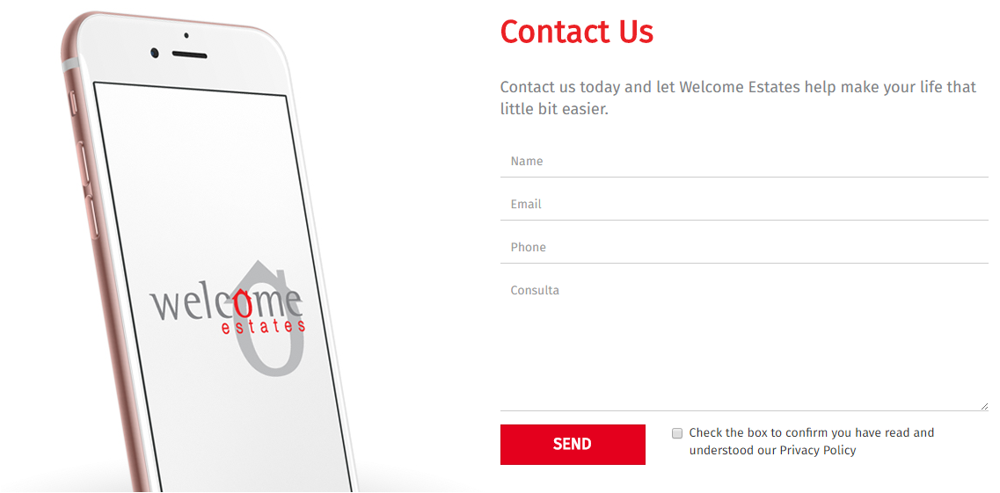 welcome
estates
Contact Us
Contact us today and let Welcome Estates help make your life that
little bit easier.
Name
Email
Phone
Consulta
SEND
Check the box to confirm you have read and
understood our Privacy Policy